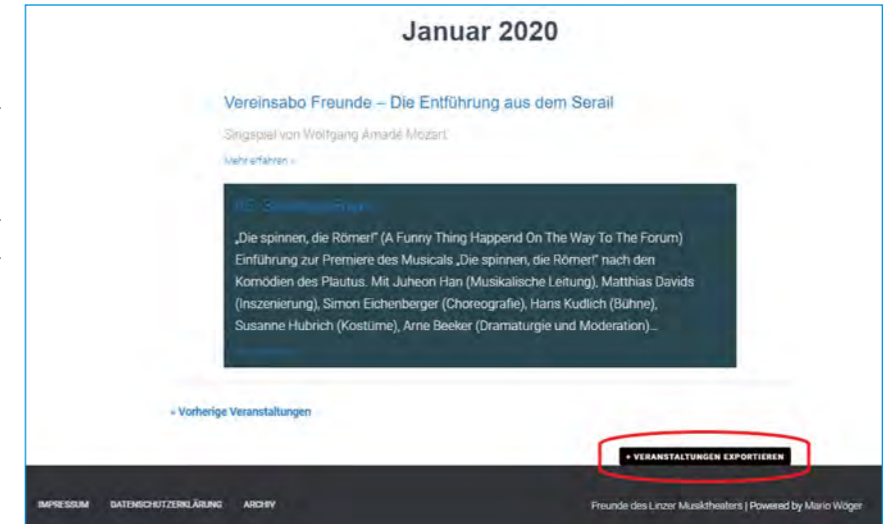 Januar 2020
Vereinsabo Freunde – Die Entführung aus dem Serail
Singspiel von Wolfgang Amadé Mozart
Mehr erfahren »
„Die spinnen, die Römer!“ (A Funny Thing Happend On The Way To The Forum)
Einführung zur Premiere des Musicals „Die spinnen, die Römer!“ nach den
Komödien des Plautus. Mit Juheon Han (Musikalische Leitung), Matthias Davids
(Inszenierung), Simon Eichenberger (Choreografie), Hans Kudlich (Bühne),
Susanne Hubrich (Kostüme), Arne Beeker (Dramaturgie und Moderation)...
« Vorherige Veranstaltungen
+ VERANSTALTUNGEN EXPORTIEREN
IMPRESSUM DATENSCHUTZERKLÄRUNG ARCHIV Freunde des Linzer Musiktheaters | Powered by Mario Wöger